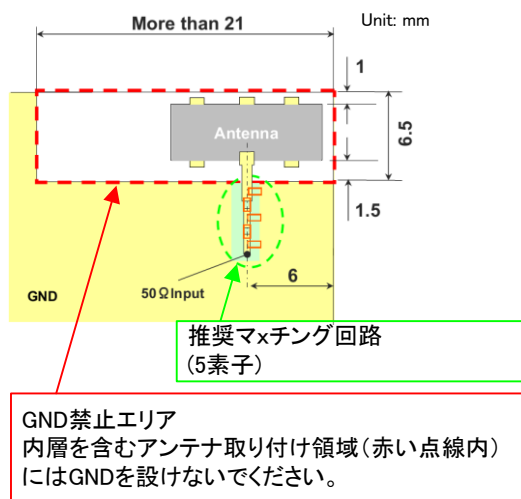 More than 21
Unit: mm
1
Antenna
6.5
1.5
GND
50ΩInput
6
推奨マxチング回路
(5素子)
GND禁止エリア
内層を含むアンテナ取り付け領域（赤い点線内）
にはGNDを設けないでください。